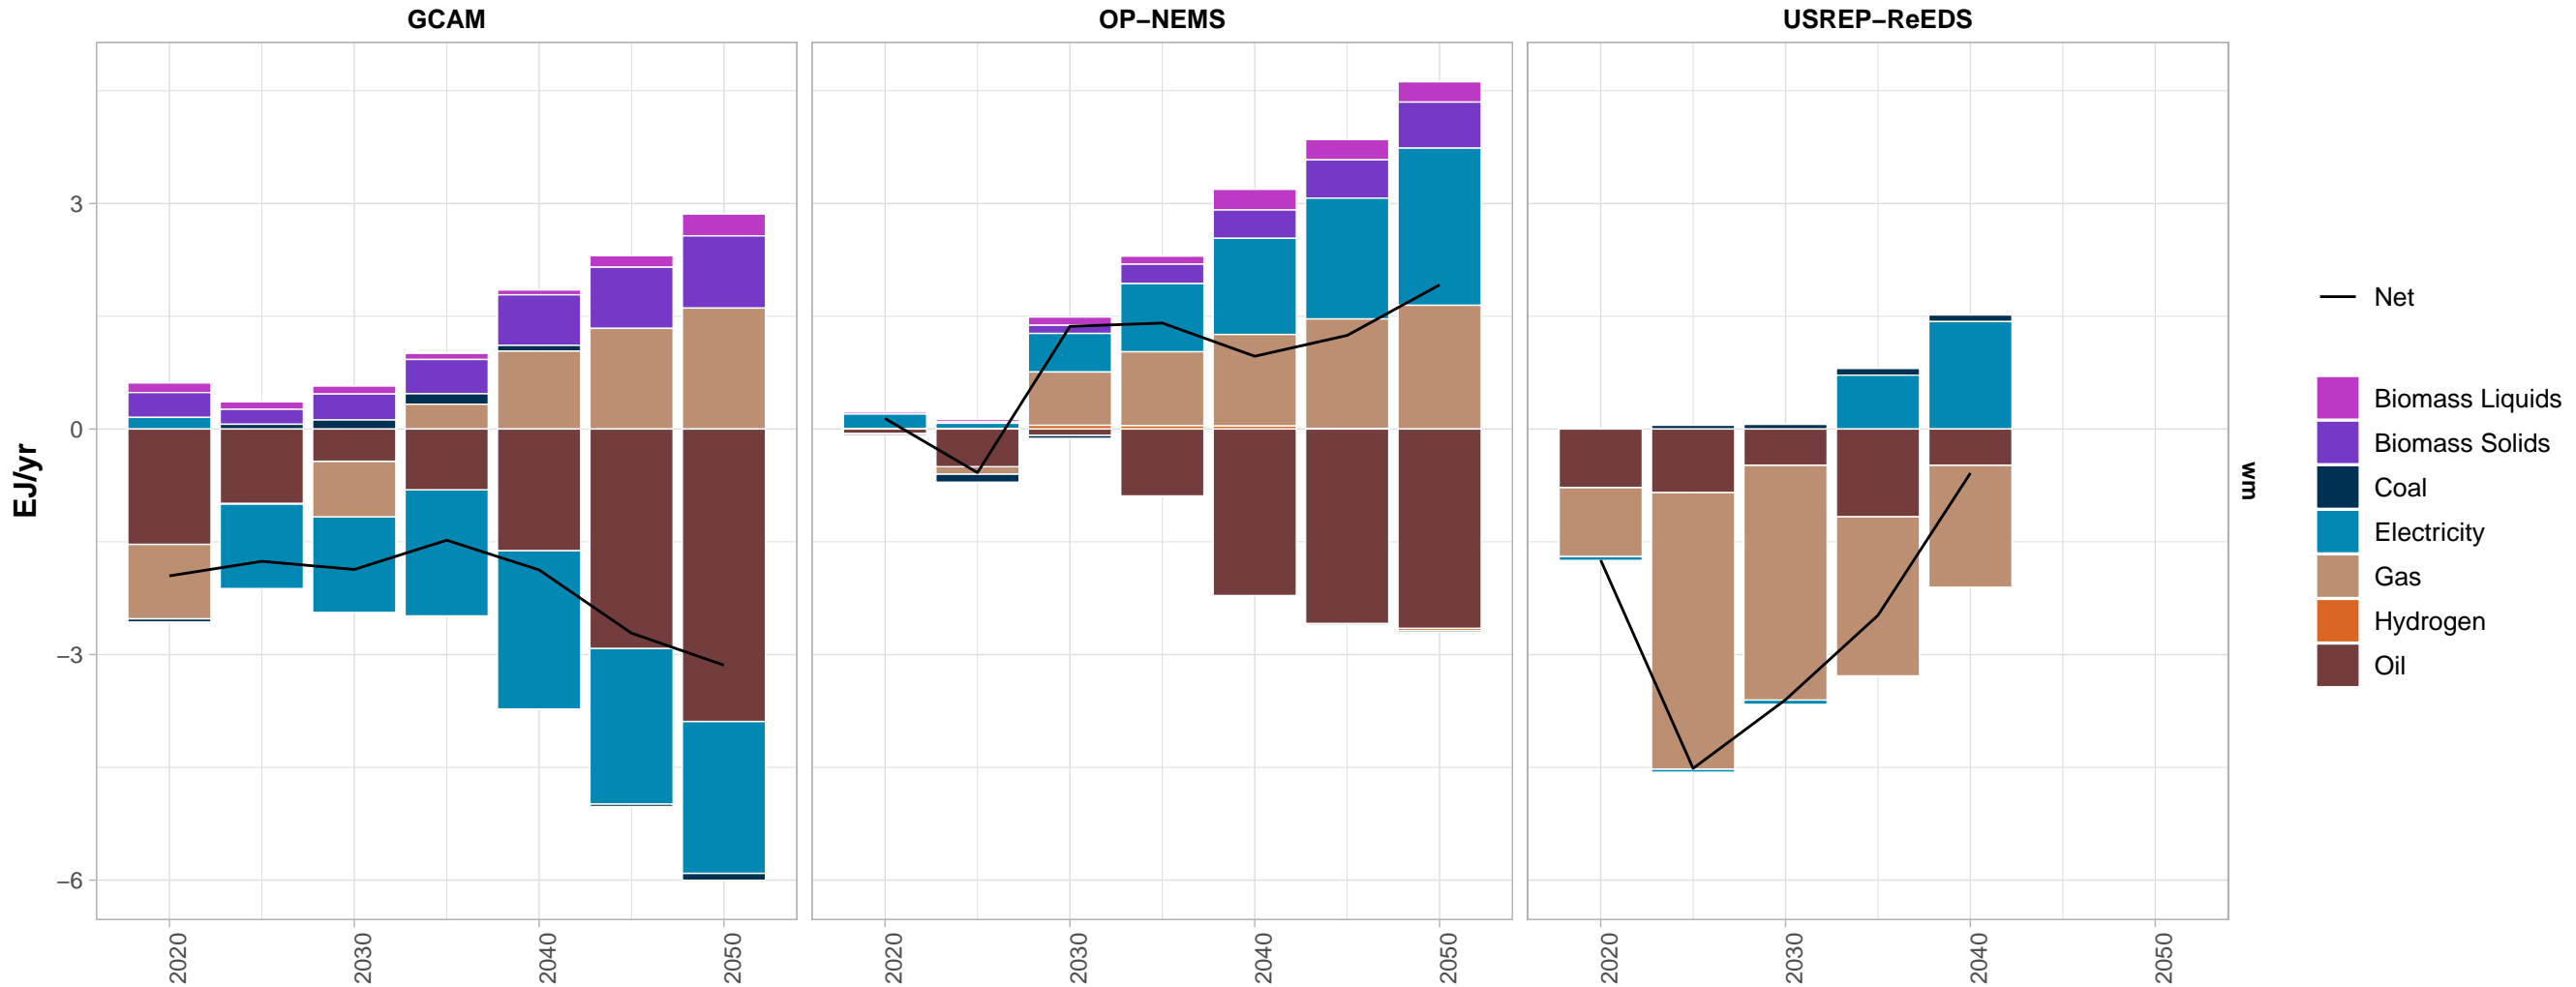 GCAM
OP−NEMS
USREP−ReEDS
EJ/yr
3
0
−3
−6
2020
2030
2040
2050
2020
2030
2040
2050
2020
2030
2040
2050
wm
Net
Biomass Liquids
Biomass Solids
Coal
Electricity
Gas
Hydrogen
Oil